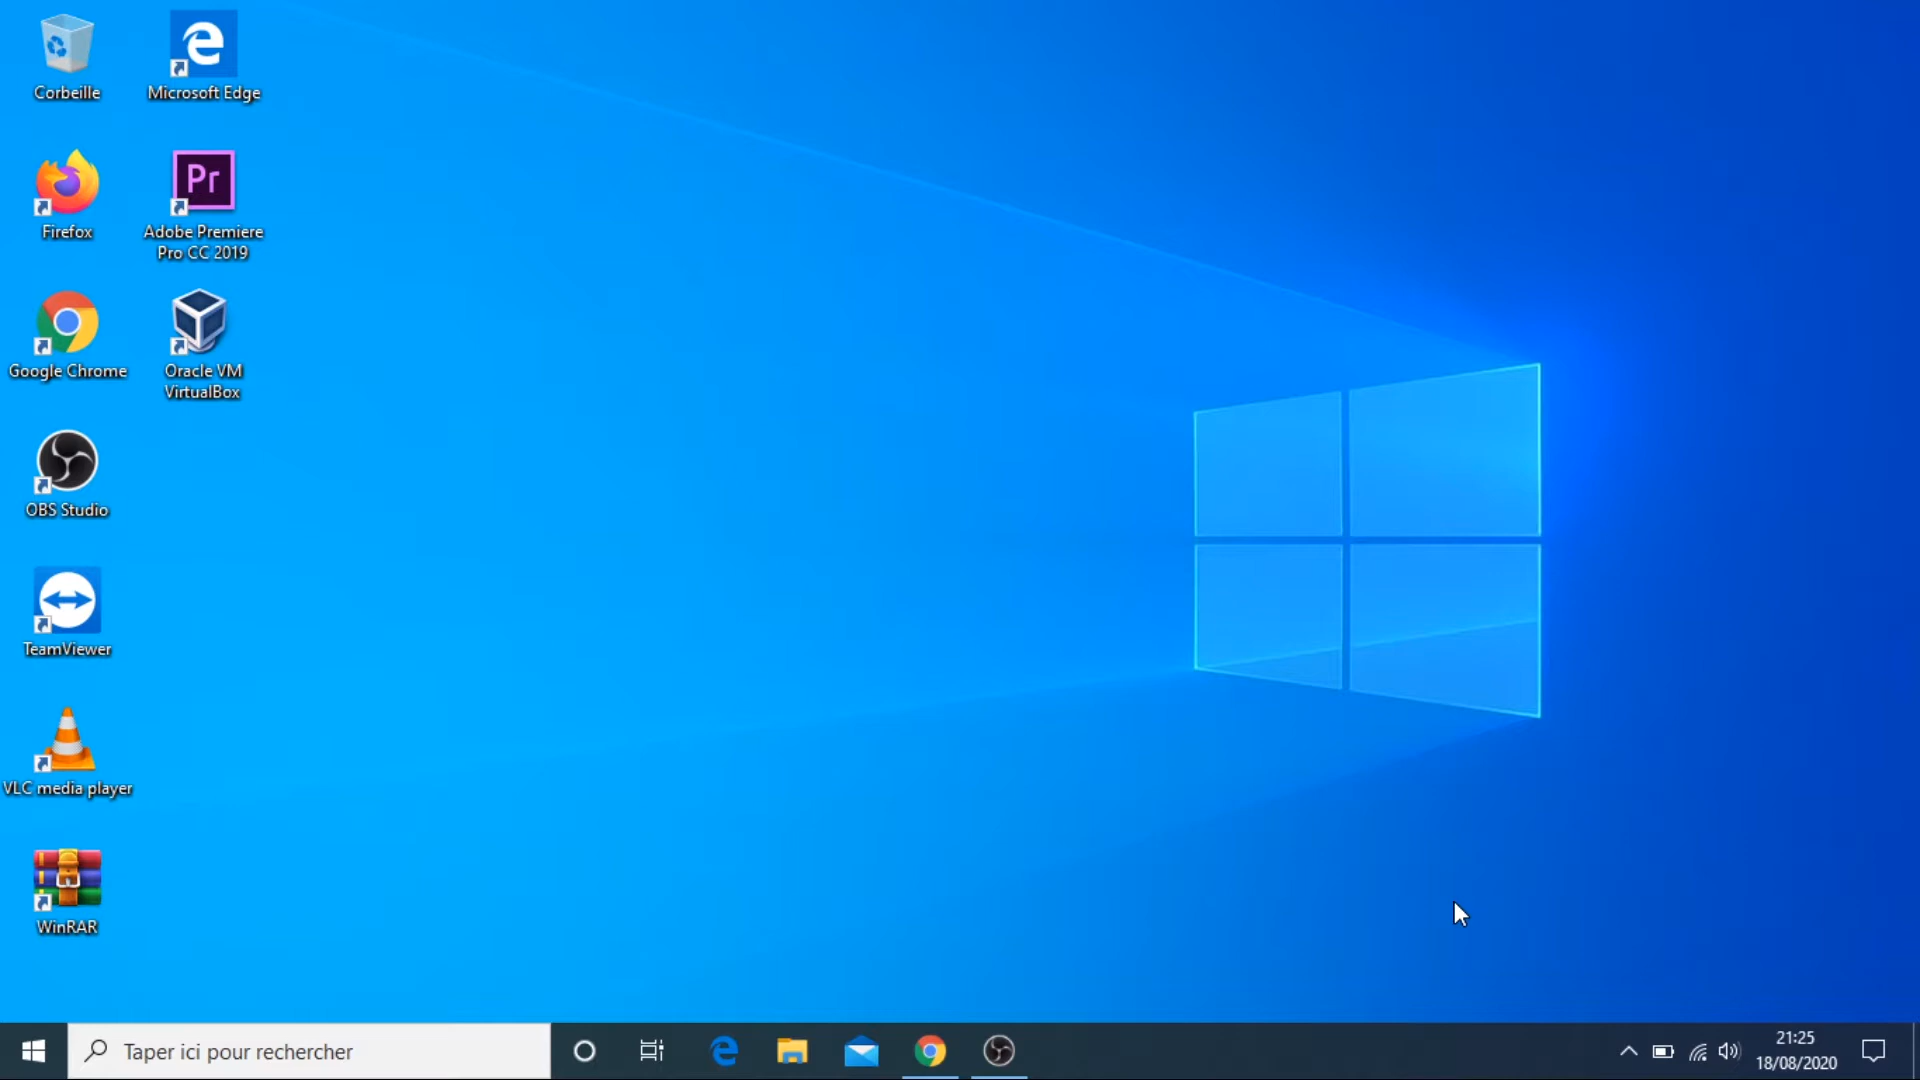 Corbeille
Microsoft Edge
Firefox
Pr
Adobe Premiere
Pro CC 2019
Google Chrome
Oracle VM
VirtualBox
OBS Studio
TeamViewer
VLC media player
WinRAR
Taper ici pour rechercher
21:25
18/08/2020